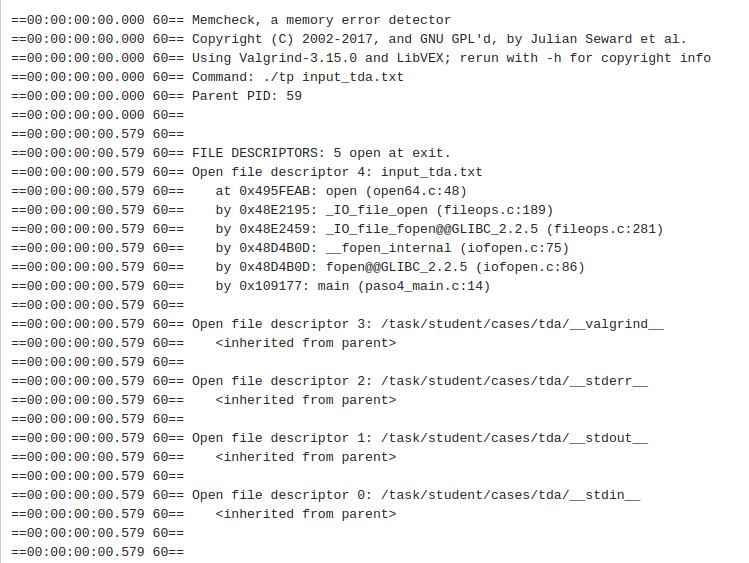 ==00:00:00:00.000 60== Memcheck, a memory error detector
==00:00:00:00.000 60== Copyright (C) 2002-2017, and GNU GPL'd, by Julian Seward et al.
==00:00:00:00.000 60== Using Valgrind-3.15.0 and LibVEX; rerun with -h for copyright info
==00:00:00:00.000 60== Command: ./tp input_tda.txt
==00:00:00:00.000 60== Parent PID: 59
==00:00:00:00.000 60==
==00:00:00:00.579 60==
==00:00:00:00.579 60== FILE DESCRIPTORS: 5 open at exit.
==00:00:00:00.579 60== Open file descriptor 4: input_tda.txt
==00:00:00:00.579 60==    at 0x495FEAB: open (open64.c:48)
==00:00:00:00.579 60==    by 0x48E2195: _IO_file_open (fileops.c:189)
==00:00:00:00.579 60==    by 0x48E2459: _IO_file_fopen@@GLIBC_2.2.5 (fileops.c:281)
==00:00:00:00.579 60==    by 0x48D4B0D: __fopen_internal (iofopen.c:75)
==00:00:00:00.579 60==    by 0x48D4B0D: fopen@@GLIBC_2.2.5 (iofopen.c:86)
==00:00:00:00.579 60==    by 0x109177: main (paso4_main.c:14)
==00:00:00:00.579 60==
==00:00:00:00.579 60== Open file descriptor 3: /task/student/cases/tda/__valgrind__
==00:00:00:00.579 60==    <inherited from parent>
==00:00:00:00.579 60==
==00:00:00:00.579 60== Open file descriptor 2: /task/student/cases/tda/__stderr__
==00:00:00:00.579 60==    <inherited from parent>
==00:00:00:00.579 60==
==00:00:00:00.579 60== Open file descriptor 1: /task/student/cases/tda/__stdout__
==00:00:00:00.579 60==    <inherited from parent>
==00:00:00:00.579 60==
==00:00:00:00.579 60== Open file descriptor 0: /task/student/cases/tda/__stdin__
==00:00:00:00.579 60==    <inherited from parent>
==00:00:00:00.579 60==
==00:00:00:00.579 60==